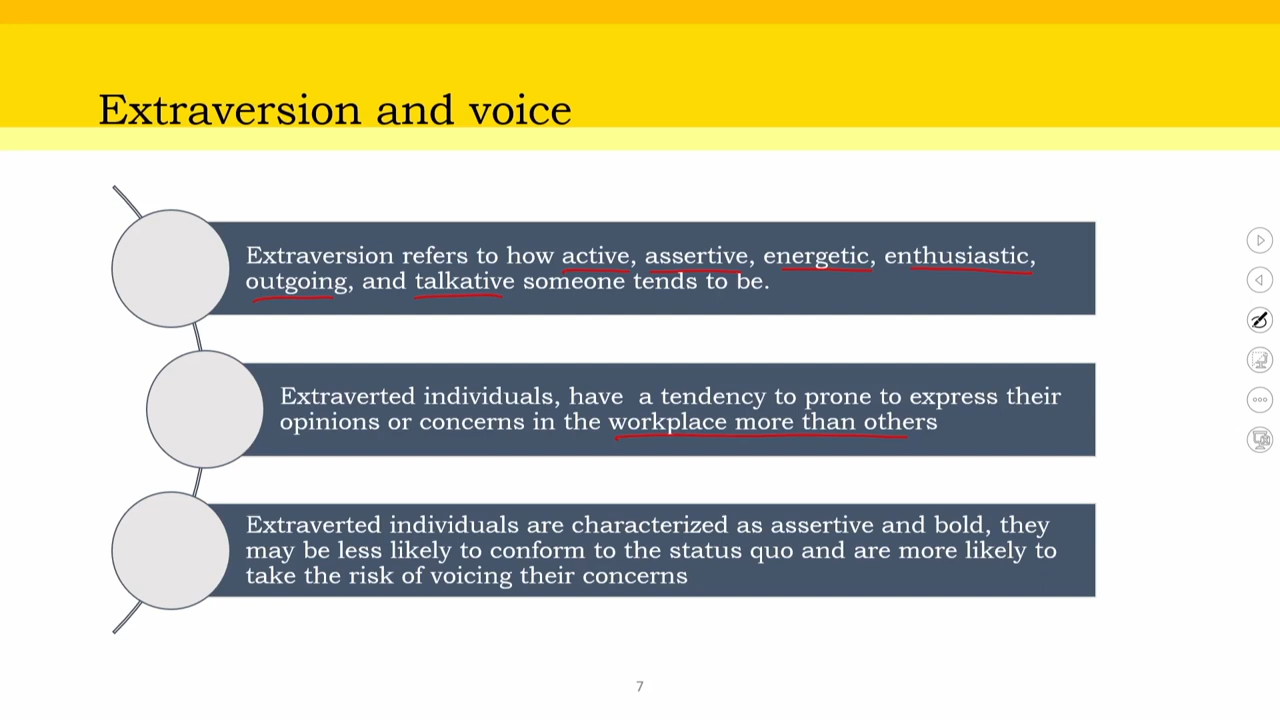 Extraversion and voice
Extraversion refers to how active, assertive, energetic, enthusiastic,
outgoing, and talkative someone tends to be.
Extraverted individuals, have  a tendency to prone to express their
opinions or concerns in the workplace more than others
Extraverted individuals are characterized as assertive and bold, they
may be less likely to conform to the status quo and are more likely to
take the risk of voicing their concerns
7